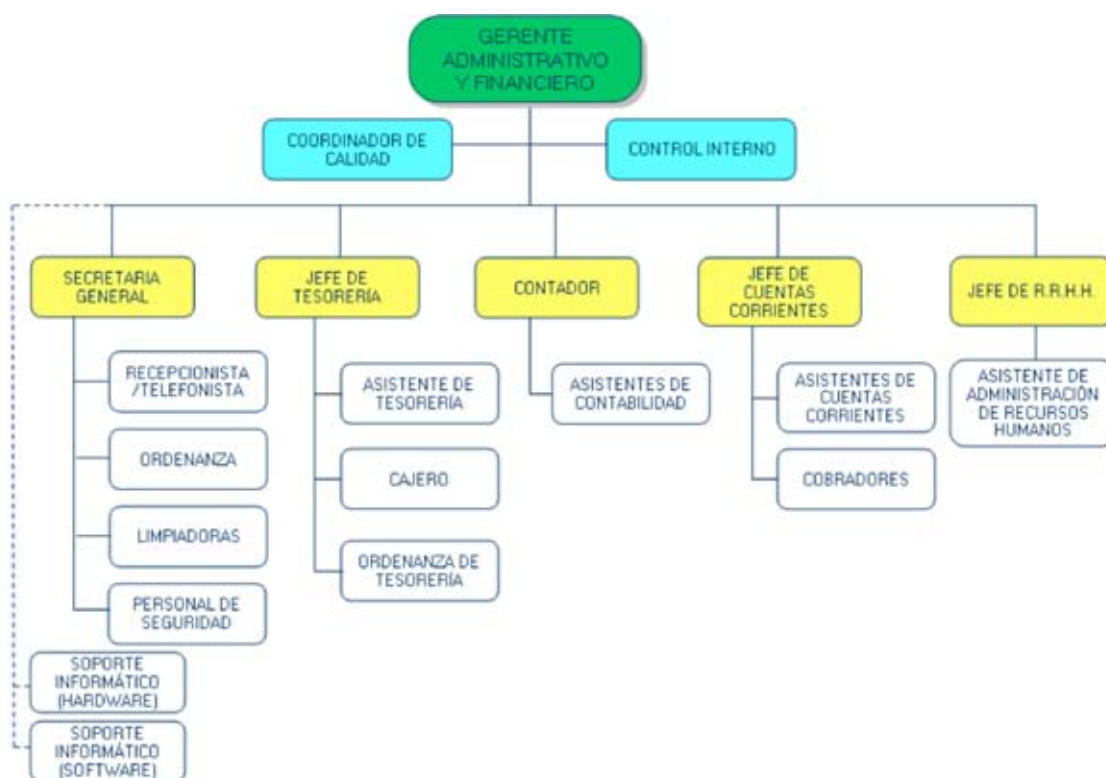 GERENTE
ADMINISTRATIVO
Y FINANCIERO
COORDINADOR DE
CALIDAD
CONTROL INTERNO
SECRETARIA
GENERAL
JEFE DE
TESORERÍA
CONTADOR
JEFE DE
CUENTAS
CORRIENTES
JEFE DE R.R.H.H.
RECEPCIONISTA
/TELEFONISTA
ORDENANZA
LIMPIADORAS
PERSONAL DE
SEGURIDAD
ASISTENTE DE
TESORERÍA
CAJERO
ORDENANZA DE
TESORERÍA
ASISTENTES DE
CONTABILIDAD
ASISTENTES DE
CUENTAS
CORRIENTES
COBRADORES
ASISTENTE DE
ADMINISTRACIÓN
DE RECURSOS
HUMANOS
SOPORTE
INFORMÁTICO
(HARDWARE)
SOPORTE
INFORMÁTICO
(SOFTWARE)